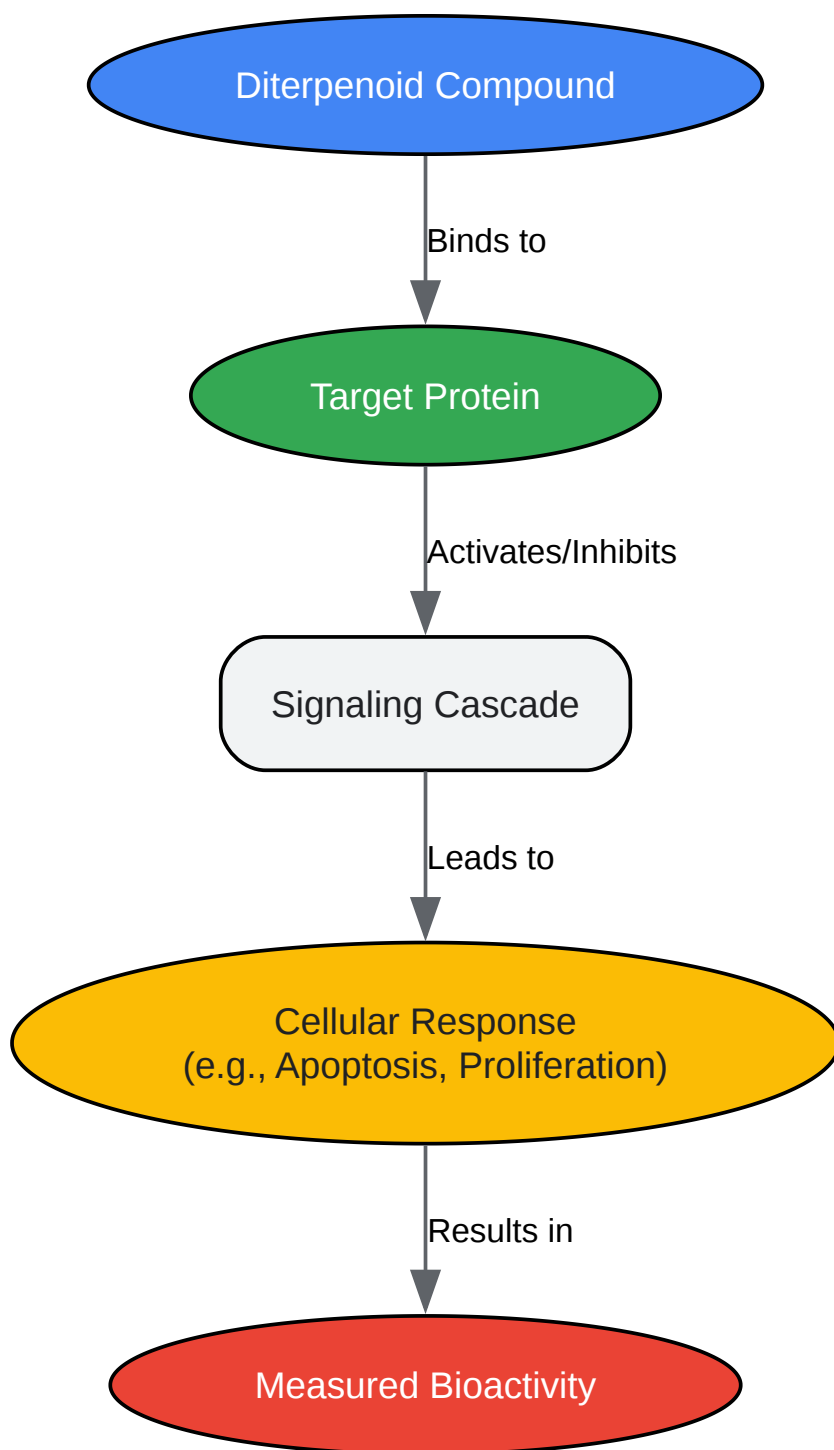 Diterpenoid Compound
Binds to
Target Protein
Activates/Inhibits
Signaling Cascade
Leads to
Cellular Response
(e.g., Apoptosis, Proliferation)
Results in
Measured Bioactivity